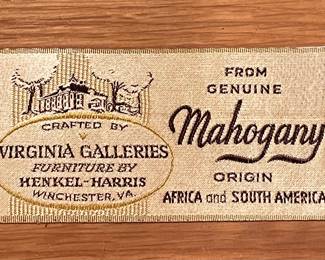 CRAFTED BY
VIRGINIA GALLERIES
FURNITURE BY
HENKEL-HARRIS
WINCHESTER, VA.
FROM
GENUINE
Mahogany
ORIGIN
AFRICA and SOUTH AMERICA